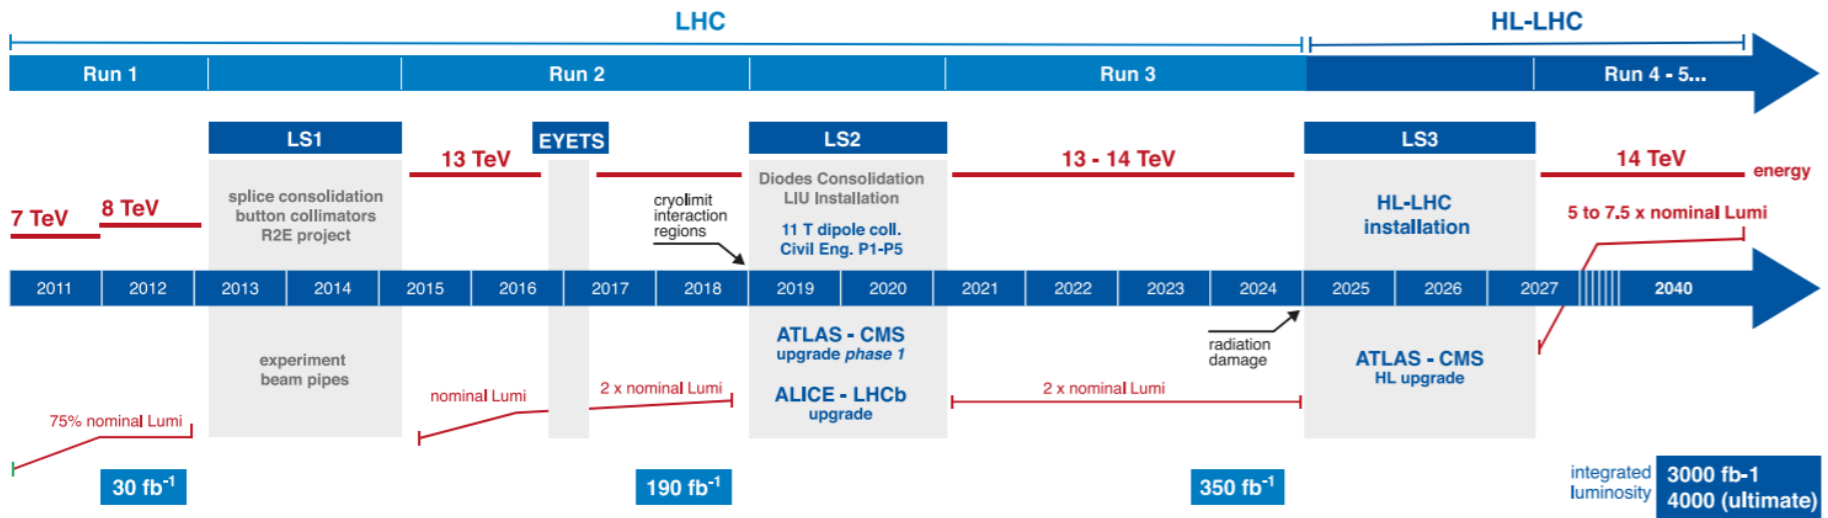 LHC
HL-LHC
Run 1
Run 2
Run 3
Run 4 - 5...
LS1
EYETS
LS2
LS3
13 TeV
13 - 14 TeV
14 TeV
energy
7 TeV
8 TeV
splice consolidation
button collimators
R2E project
cryolimit
interaction
regions
Diodes Consolidation
LIU Installation
11 T dipole coll.
Civil Eng. P1-P5
HL-LHC
installation
5 to 7.5 x nominal Lumi
2011 2012 2013 2014 2015 2016 2017 2018 2019 2020 2021 2022 2023 2024 2025 2026 2027 2040
experiment
beam pipes
ATLAS - CMS
upgrade phase 1
ALICE - LHCb
upgrade
radiation
damage
ATLAS - CMS
HL upgrade
75% nominal Lumi
nominal Lumi
2 x nominal Lumi
2 x nominal Lumi
30 fb⁻¹
190 fb⁻¹
350 fb⁻¹
integrated
luminosity
3000 fb-1
4000 (ultimate)